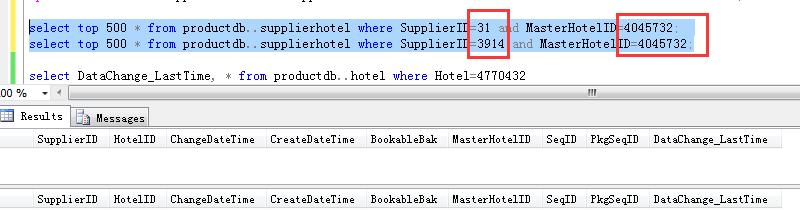 select top 500 * from productdb..supplierhotel where SupplierID=31 and MasterHotelID=4045732;
select top 500 * from productdb..supplierhotel where SupplierID=3914 and MasterHotelID=4045732;
select DataChange_LastTime, * from productdb..hotel where Hotel=4770432
00 %
Results Messages
SupplierID HotelID ChangeDateTime CreateDateTime BookableBak MasterHotelID SeqID PkgSeqID DataChange_LastTime
SupplierID HotelID ChangeDateTime CreateDateTime BookableBak MasterHotelID SeqID PkgSeqID DataChange_LastTime